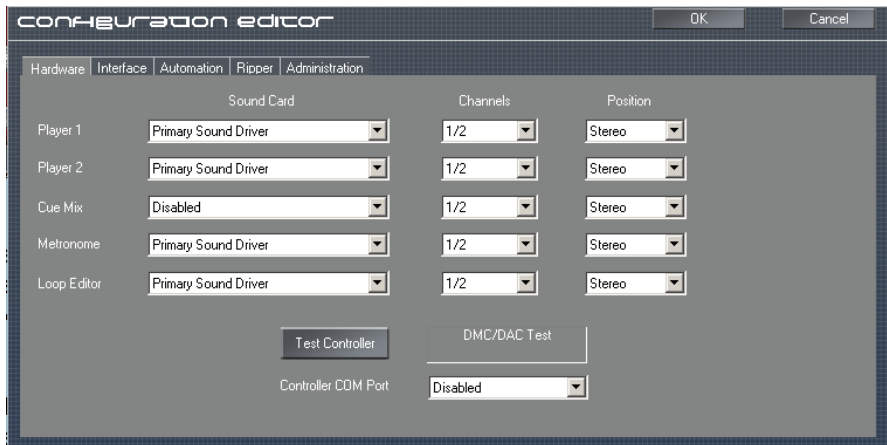 configuration editor OK Cancel
Hardware Interface Automation Ripper Administration
Sound Card Channels Position
Player 1 Primary Sound Driver 1/2 Stereo
Player 2 Primary Sound Driver 1/2 Stereo
Cue Mix Disabled 1/2 Stereo
Metronome Primary Sound Driver 1/2 Stereo
Loop Editor Primary Sound Driver 1/2 Stereo
Test Controller DMC/DAC Test
Controller COM Port Disabled